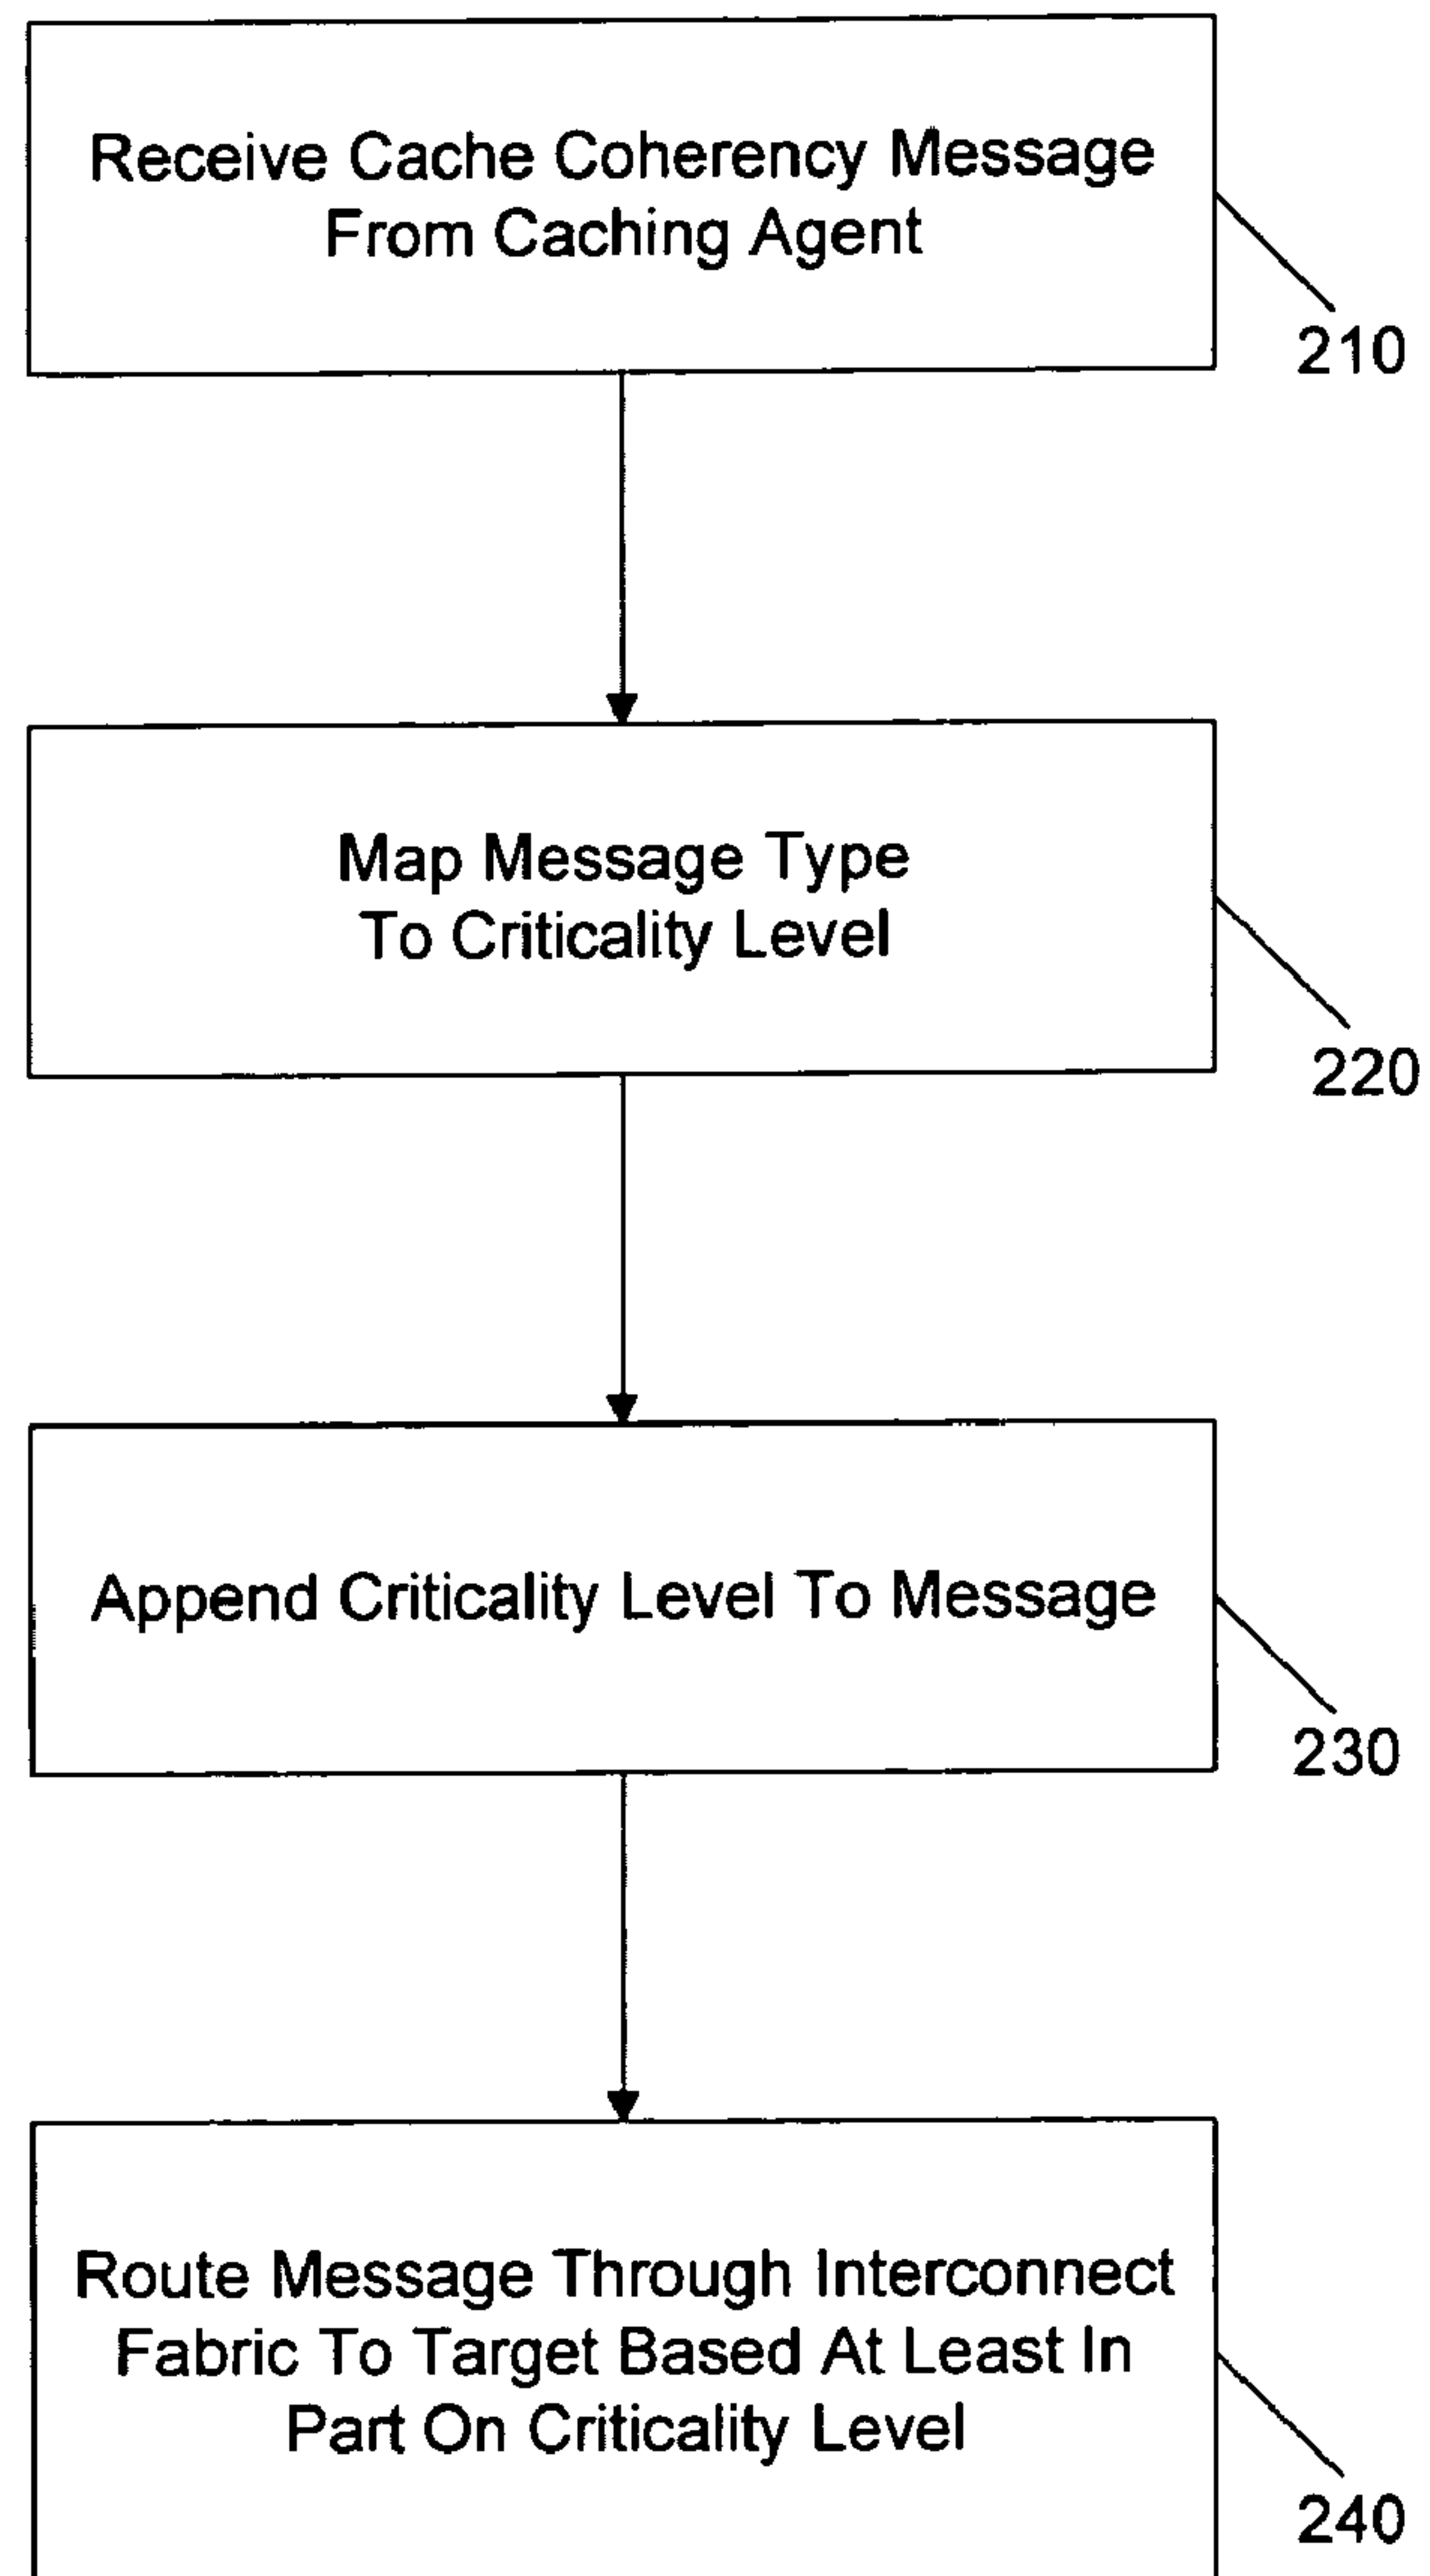 Receive Cache Coherency Message
From Caching Agent
210
Map Message Type
To Criticality Level
220
Append Criticality Level To Message
230
Route Message Through Interconnect
Fabric To Target Based At Least In
Part On Criticality Level
240